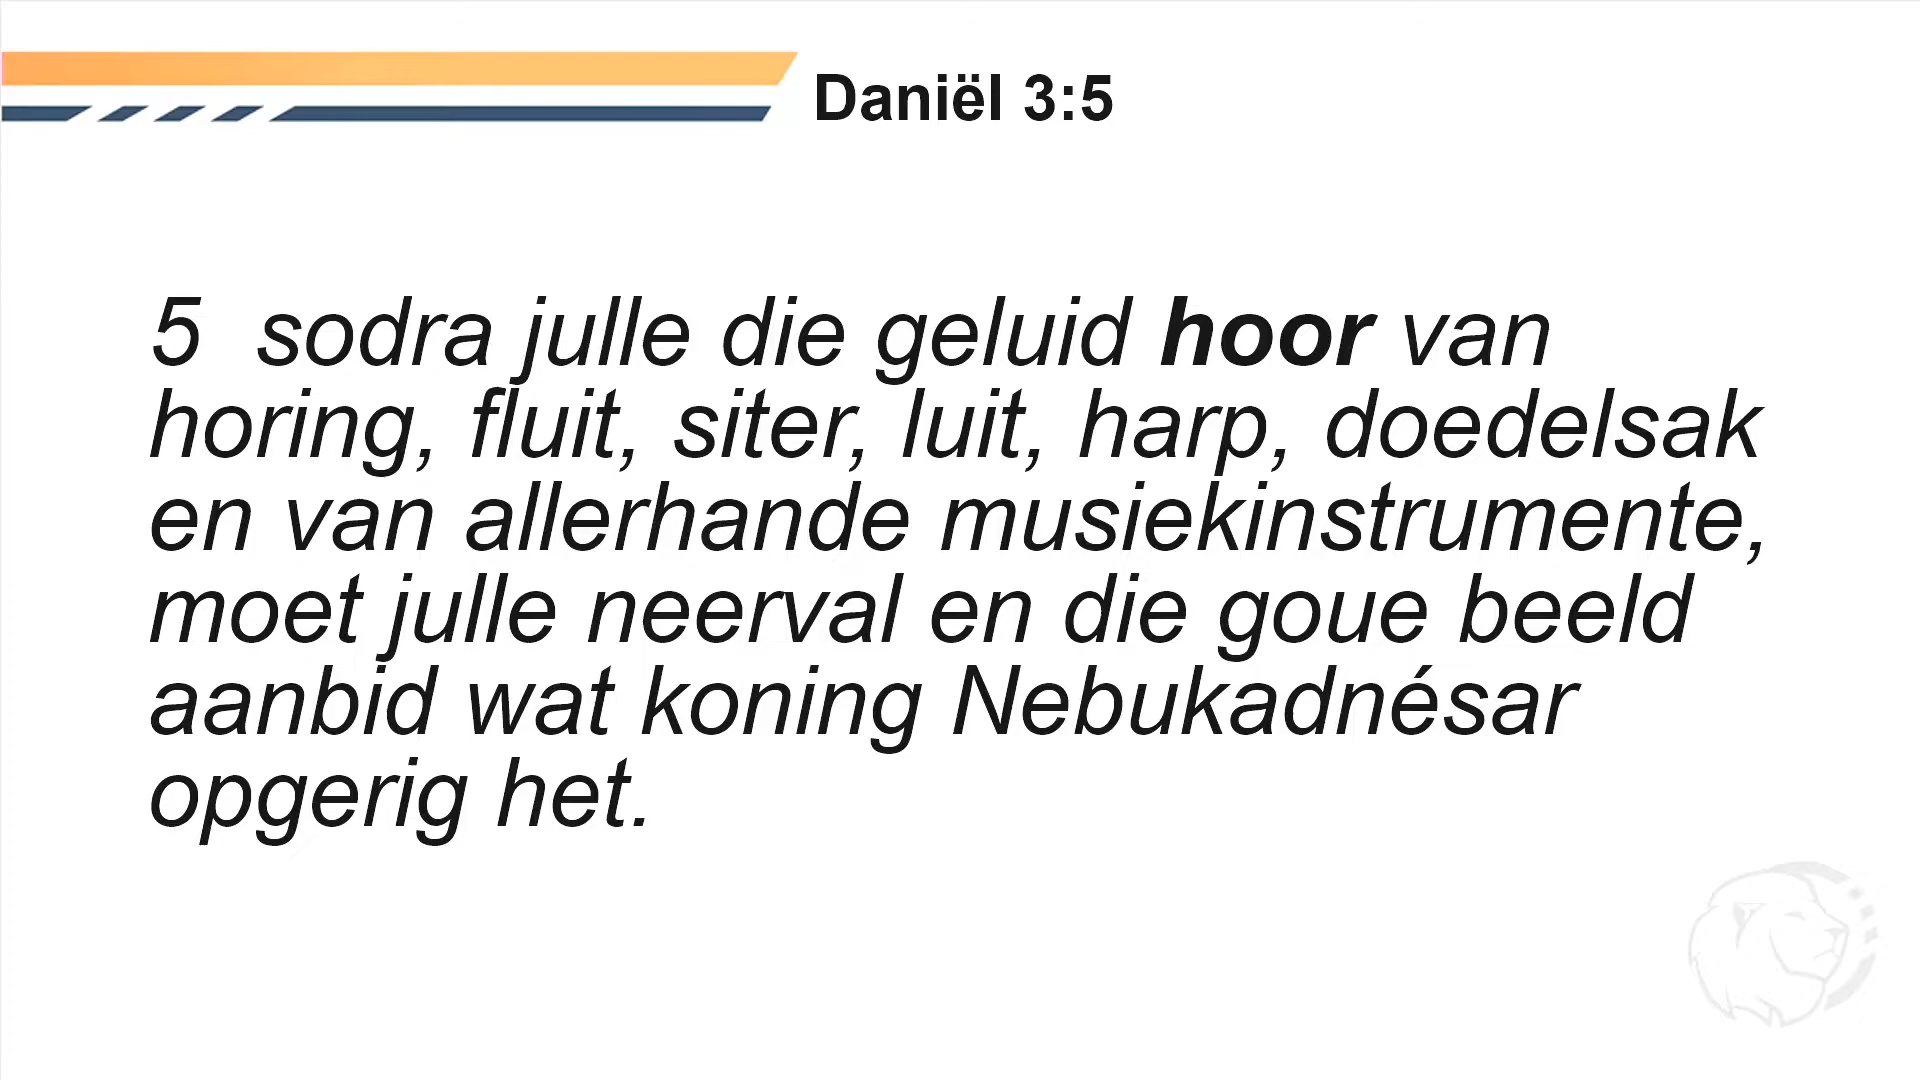 Daniël 3:5
5  sodra julle die geluid hoor van
horing, fluit, siter, luit, harp, doedelsak
en van allerhande musiekinstrumente,
moet julle neerval en die goue beeld
aanbid wat koning Nebukadnésar
opgerig het.